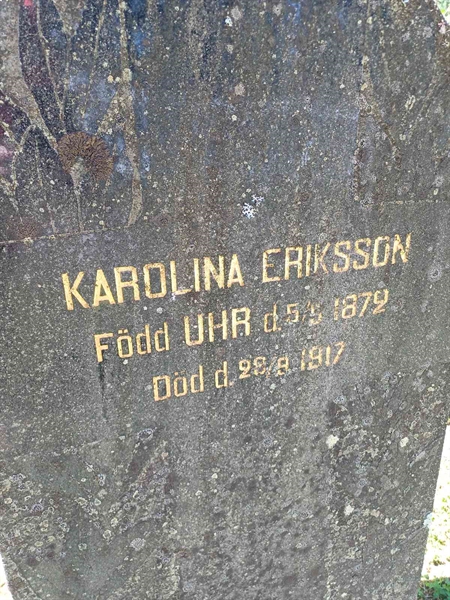 KAROLINA ERIKSSON
Född UHR d. 5/5 1872
Död d. 28/8 1917